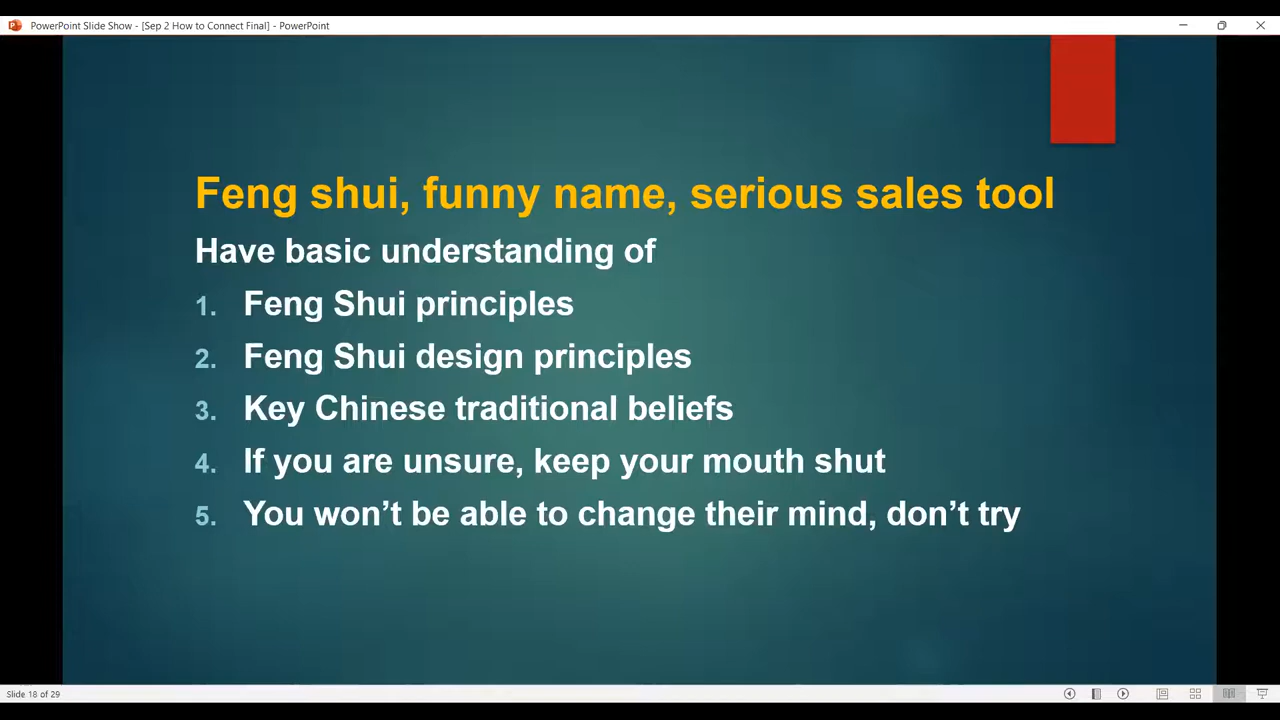 PowerPoint Slide Show - [Sep 2 How to Connect Final] - PowerPoint
Feng shui, funny name, serious sales tool
Have basic understanding of
1. Feng Shui principles
2. Feng Shui design principles
3. Key Chinese traditional beliefs
4. If you are unsure, keep your mouth shut
5. You won’t be able to change their mind, don’t try
Slide 18 of 29